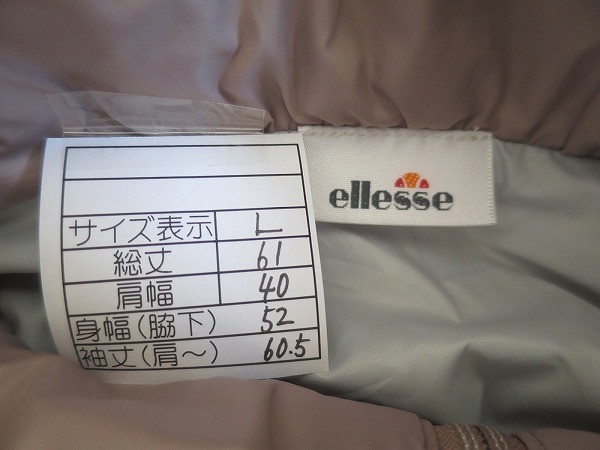 サイズ表示 L
総丈 61
肩幅 40
身幅(脇下) 52
袖丈(肩〜) 60.5
ellesse